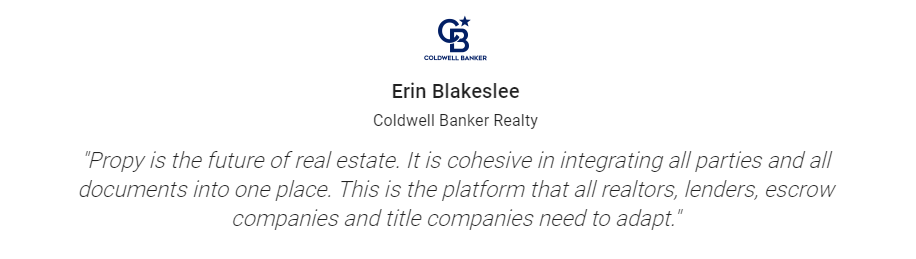 CB
COLDWELL BANKER
Erin Blakeslee
Coldwell Banker Realty
"Propy is the future of real estate. It is cohesive in integrating all parties and all
documents into one place. This is the platform that all realtors, lenders, escrow
companies and title companies need to adapt."